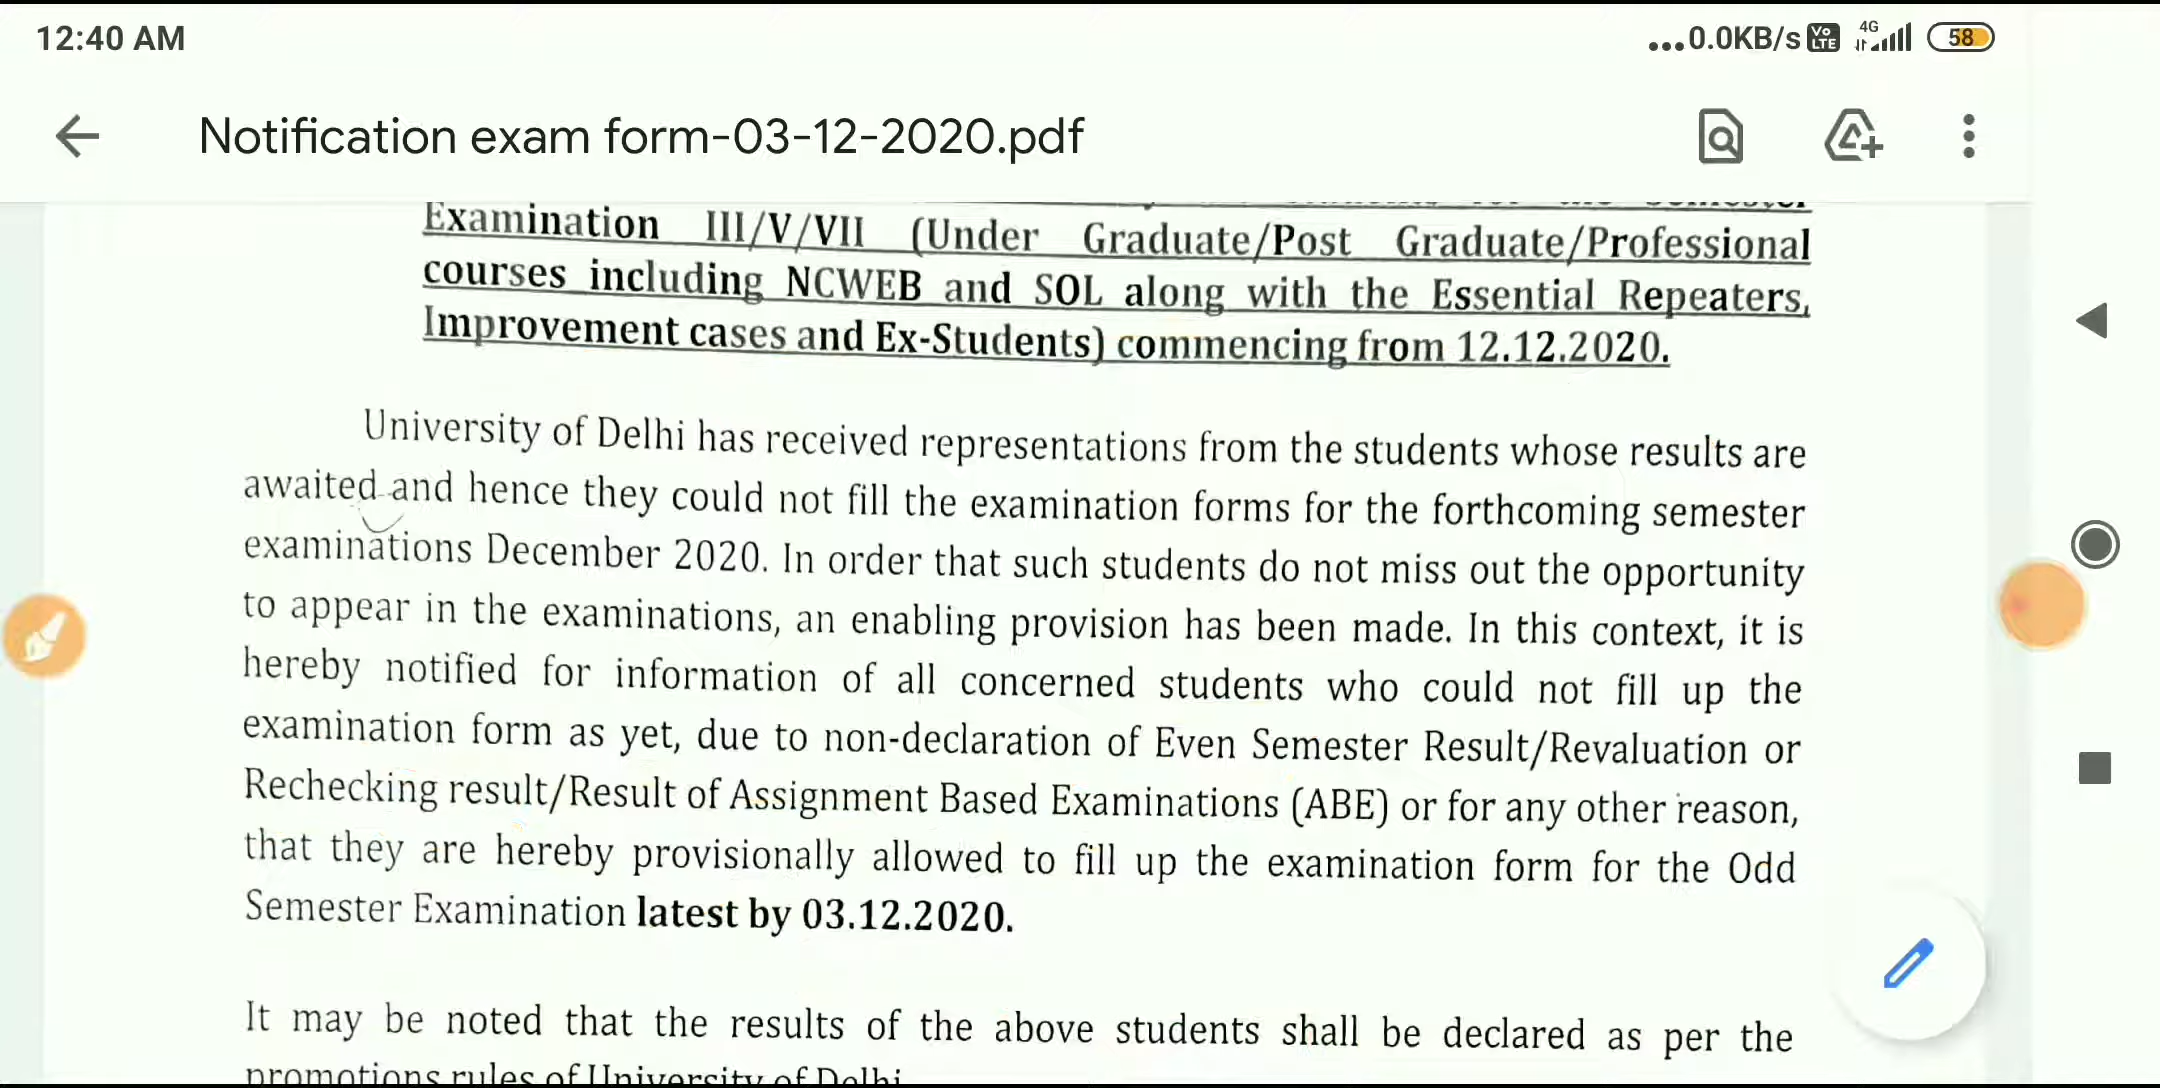 12:40 AM
...0.0KB/s Vo LTE 4G 58
Notification exam form-03-12-2020.pdf
Examination III/V/VII (Under Graduate/Post Graduate/Professional
courses including NCWEB and SOL along with the Essential Repeaters,
Improvement cases and Ex-Students) commencing from 12.12.2020.
University of Delhi has received representations from the students whose results are
awaited and hence they could not fill the examination forms for the forthcoming semester
examinations December 2020. In order that such students do not miss out the opportunity
to appear in the examinations, an enabling provision has been made. In this context, it is
hereby notified for information of all concerned students who could not fill up the
examination form as yet, due to non-declaration of Even Semester Result/Revaluation or
Rechecking result/Result of Assignment Based Examinations (ABE) or for any other reason,
that they are hereby provisionally allowed to fill up the examination form for the Odd
Semester Examination latest by 03.12.2020.
It may be noted that the results of the above students shall be declared as per the
promotions rules of University of Delhi